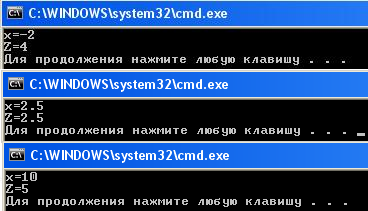 C:\WINDOWS\system32\cmd.exe
x=-2
Z=4
Для продолжения нажмите любую клавишу . . .
C:\WINDOWS\system32\cmd.exe
x=2.5
Z=2.5
Для продолжения нажмите любую клавишу . . . _
C:\WINDOWS\system32\cmd.exe
x=10
Z=5
Для продолжения нажмите любую клавишу . . .